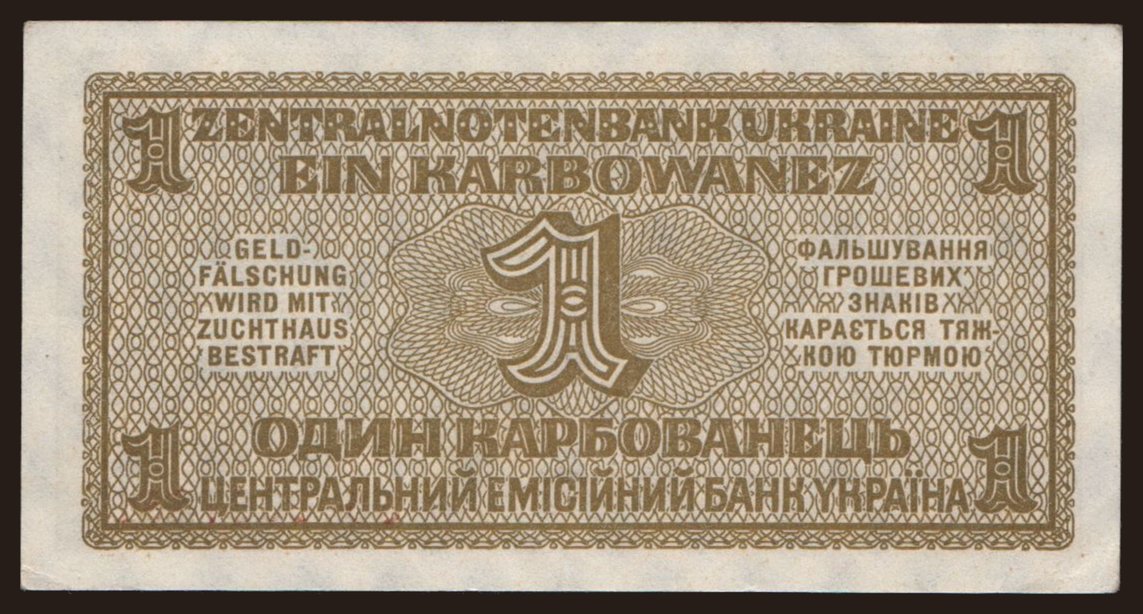 1 ZENTRALNOTENBANK UKRAINE 1
EIN KARBOWANEZ
GELD-
FÄLSCHUNG
WIRD MIT
ZUCHTHAUS
BESTRAFT
1
ФАЛЬШУВАННЯ
ГРОШЕВИХ
ЗНАКІВ
КАРАЄТЬСЯ ТЯЖ-
КОЮ ТЮРМОЮ
1 ОДИН КАРБОВАНЕЦЬ 1
ЦЕНТРАЛЬНИЙ ЕМІСІЙНИЙ БАНК УКРАЇНА